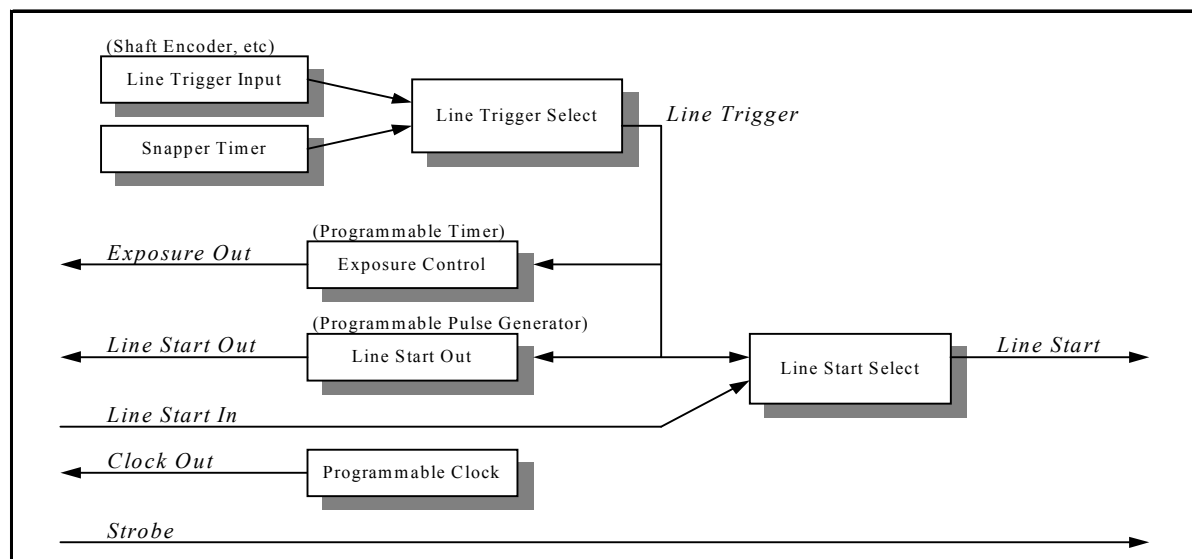 (Shaft Encoder, etc)
Line Trigger Input
Line Trigger Select
Line Trigger
Snapper Timer
(Programmable Timer)
Exposure Out
Exposure Control
(Programmable Pulse Generator)
Line Start Out
Line Start Out
Line Start Select
Line Start
Line Start In
Clock Out
Programmable Clock
Strobe